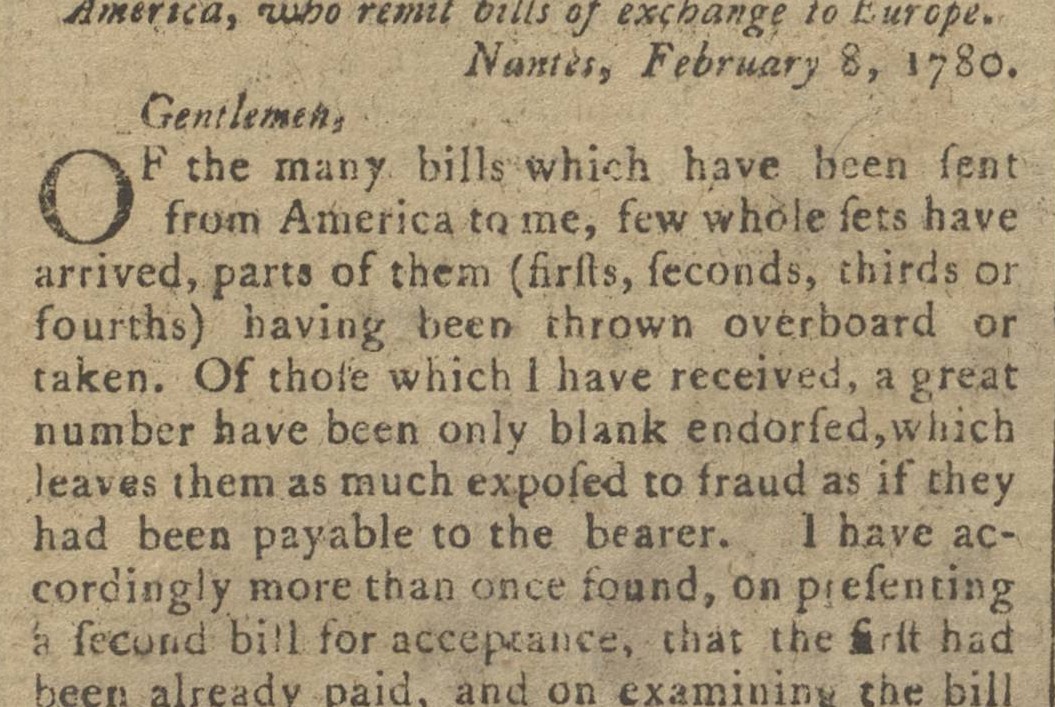 America, who remit bills of exchange to Europe.
Nantes, February 8, 1780.
Gentlemen,
OF the many bills which have been ſent
from America to me, few whole ſets have
arrived, parts of them (firſts, ſeconds, thirds or
fourths) having been thrown overboard or
taken. Of thoſe which I have received, a great
number have been only blank endorſed,which
leaves them as much expoſed to fraud as if they
had been payable to the bearer. I have ac-
cordingly more than once found, on preſenting
a ſecond bill for acceptance, that the firſt had
been already paid, and on examining the bill